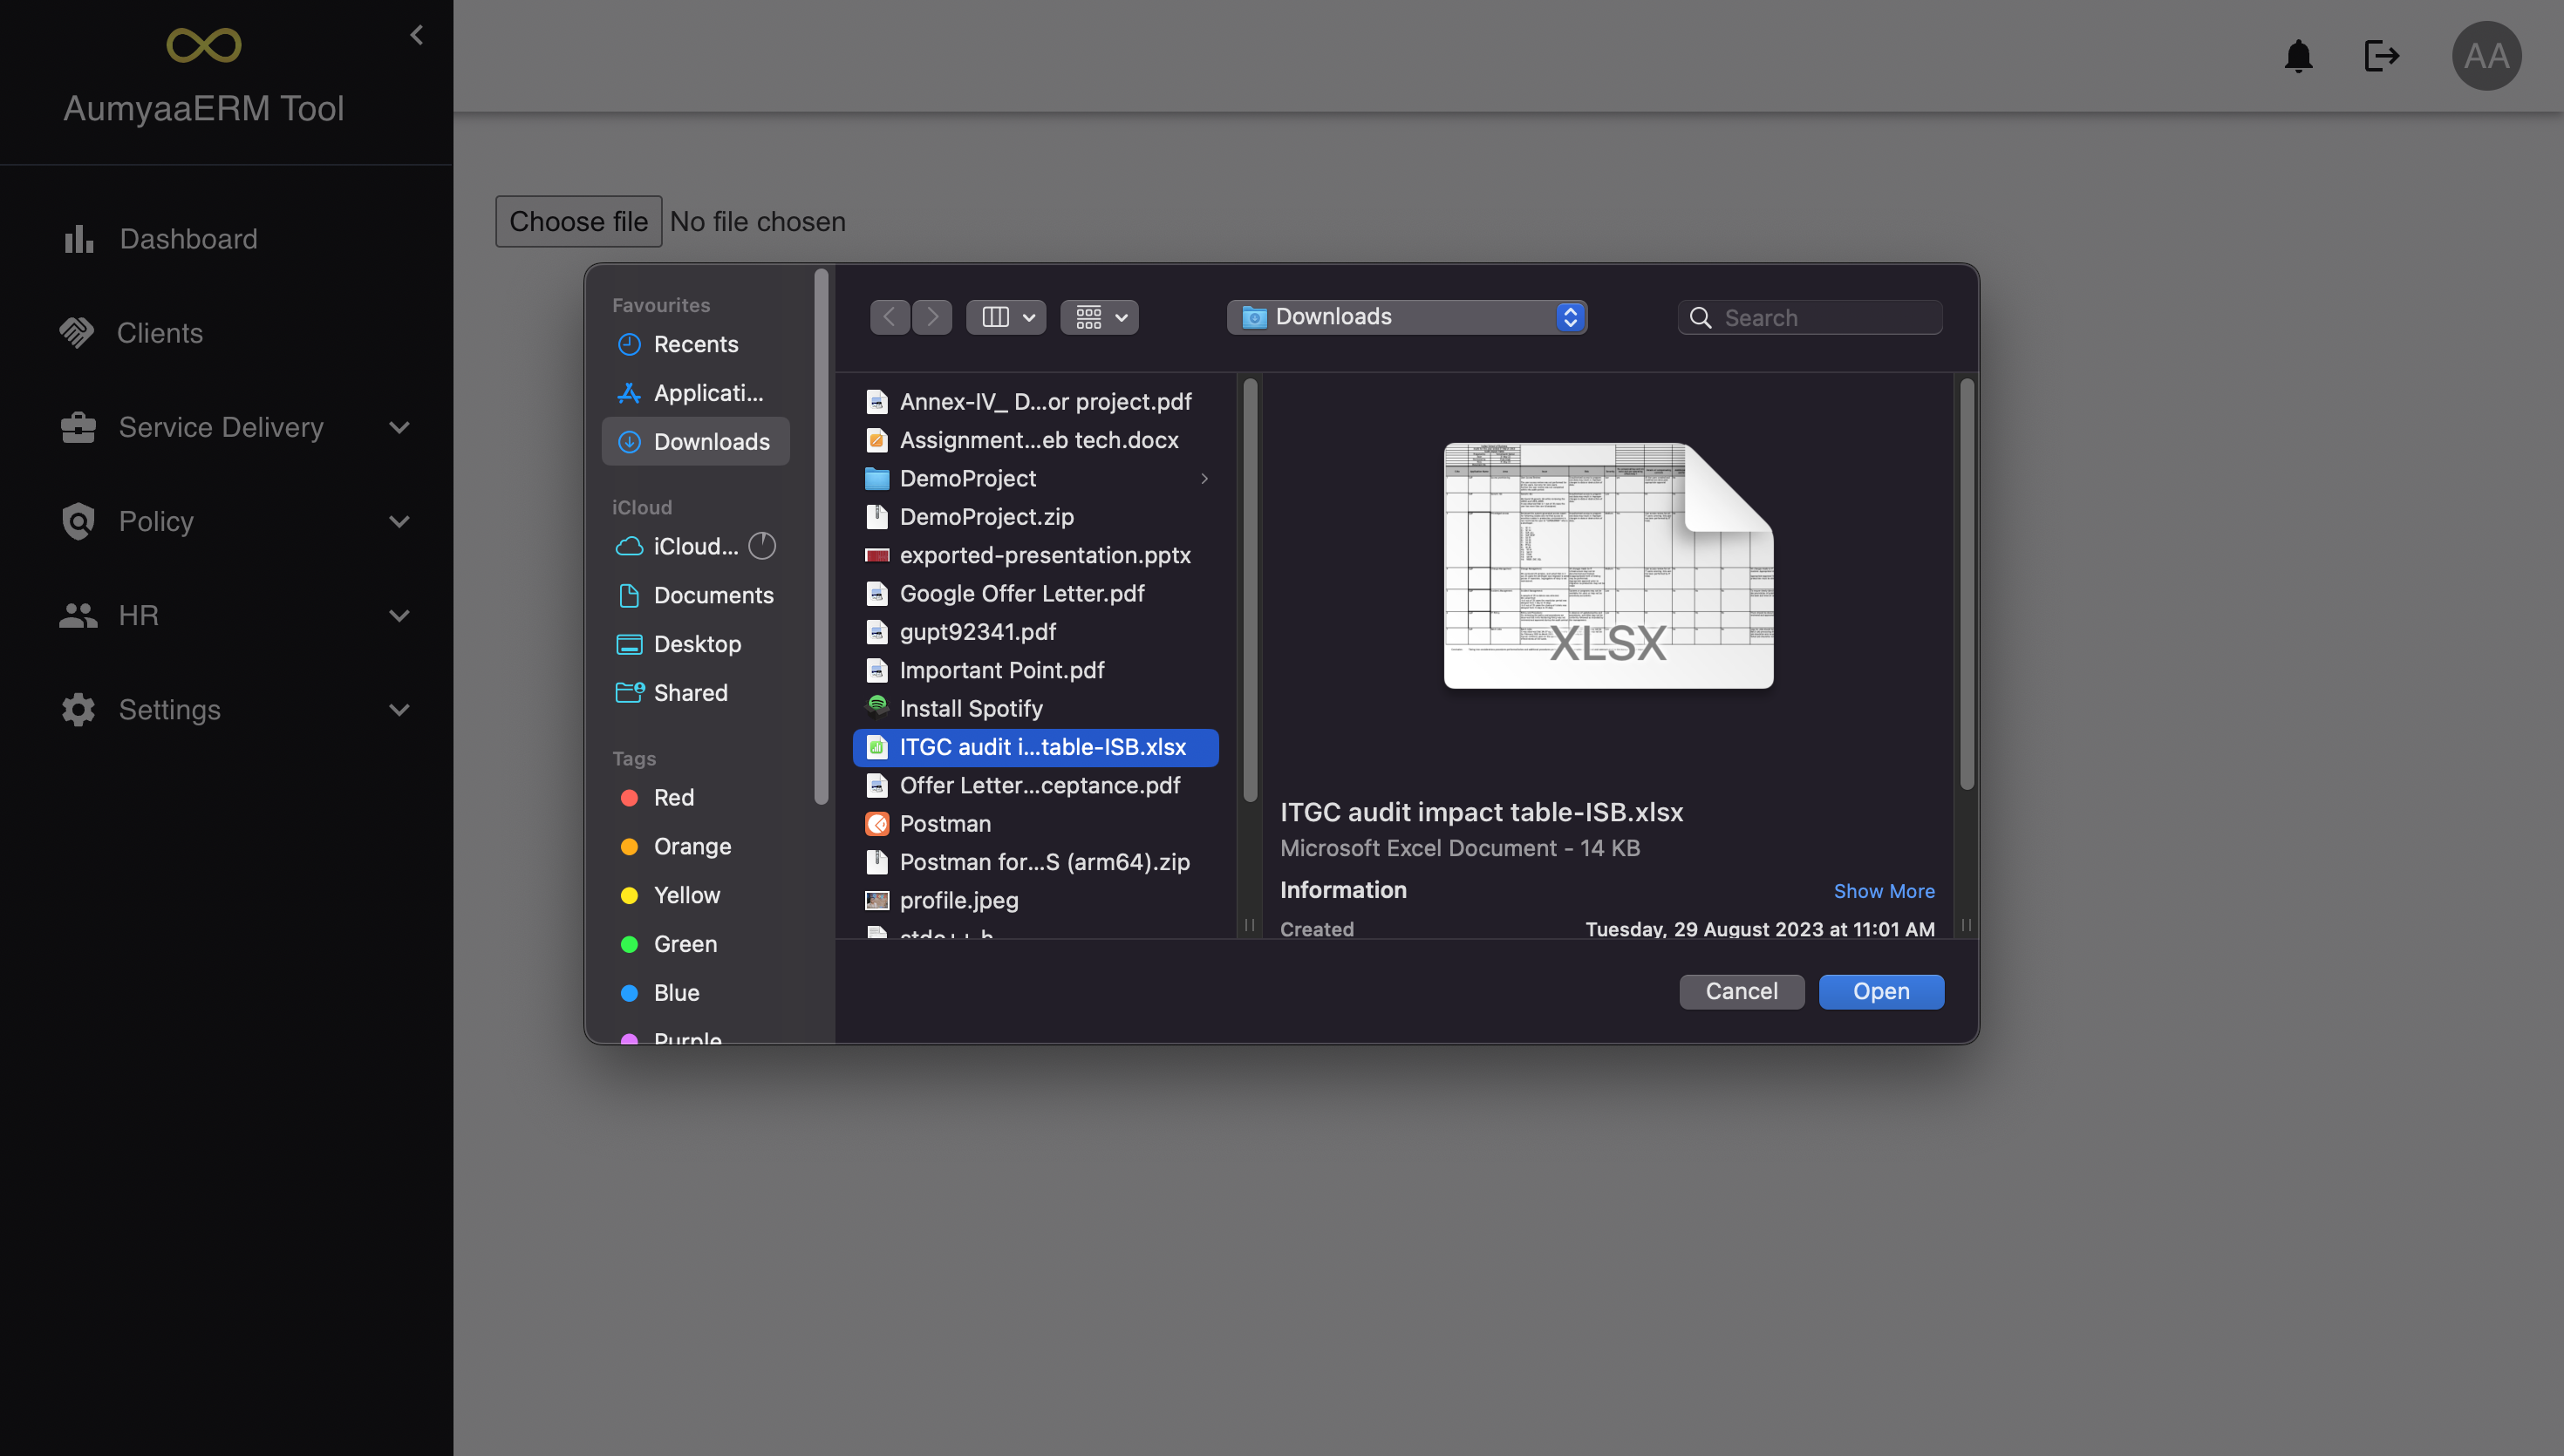 AumyaaERM Tool
Dashboard
Clients
Service Delivery
Policy
HR
Settings
AA
Choose file No file chosen
Favourites
Recents
Applicati...
Downloads
iCloud
iCloud...
Documents
Desktop
Shared
Tags
Red
Orange
Yellow
Green
Blue
Purple
Downloads
Search
Annex-IV_ D...or project.pdf
Assignment...eb tech.docx
DemoProject
DemoProject.zip
exported-presentation.pptx
Google Offer Letter.pdf
gupt92341.pdf
Important Point.pdf
Install Spotify
ITGC audit i...table-ISB.xlsx
Offer Letter...ceptance.pdf
Postman
Postman for...S (arm64).zip
profile.jpeg
XLSX
ITGC audit impact table-ISB.xlsx
Microsoft Excel Document - 14 KB
Information
Show More
Created
Tuesday, 29 August 2023 at 11:01 AM
Cancel
Open